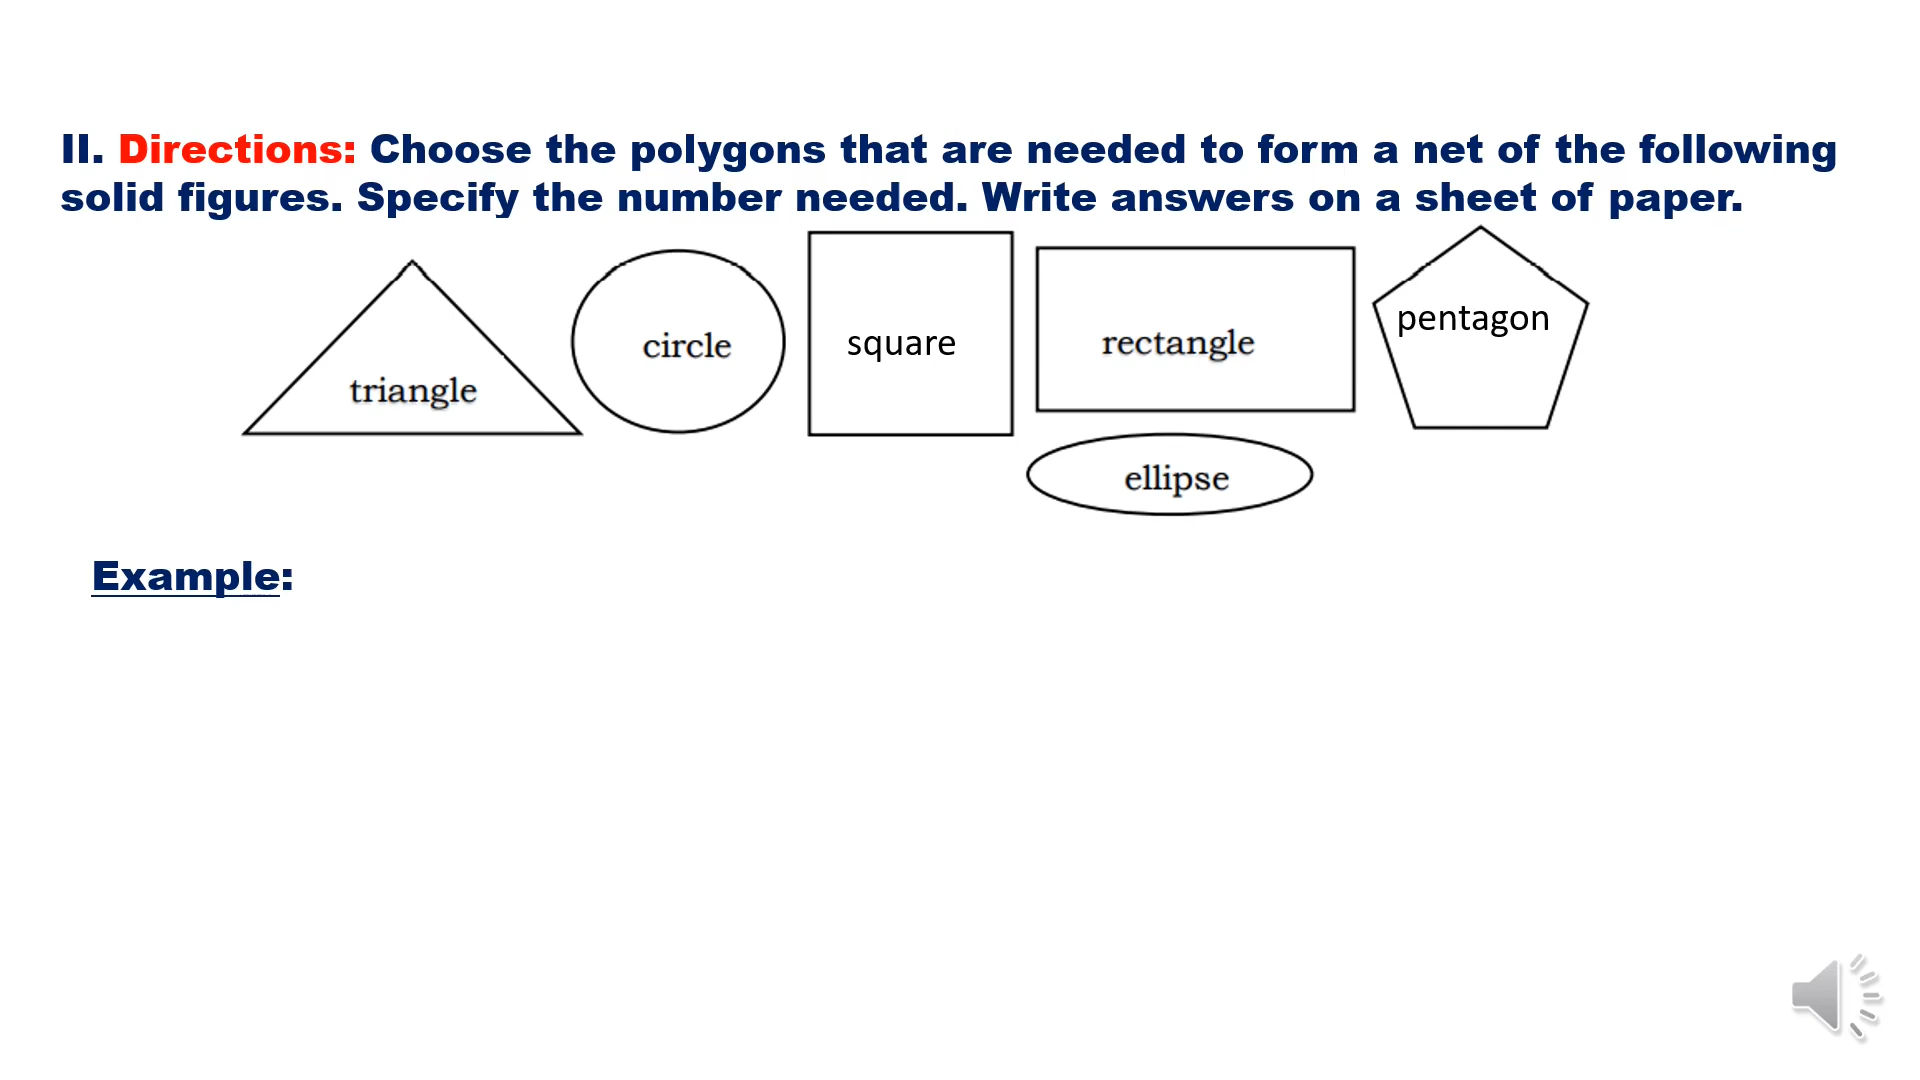 II. Directions: Choose the polygons that are needed to form a net of the following
solid figures. Specify the number needed. Write answers on a sheet of paper.
triangle
circle
square
rectangle
pentagon
ellipse
Example: